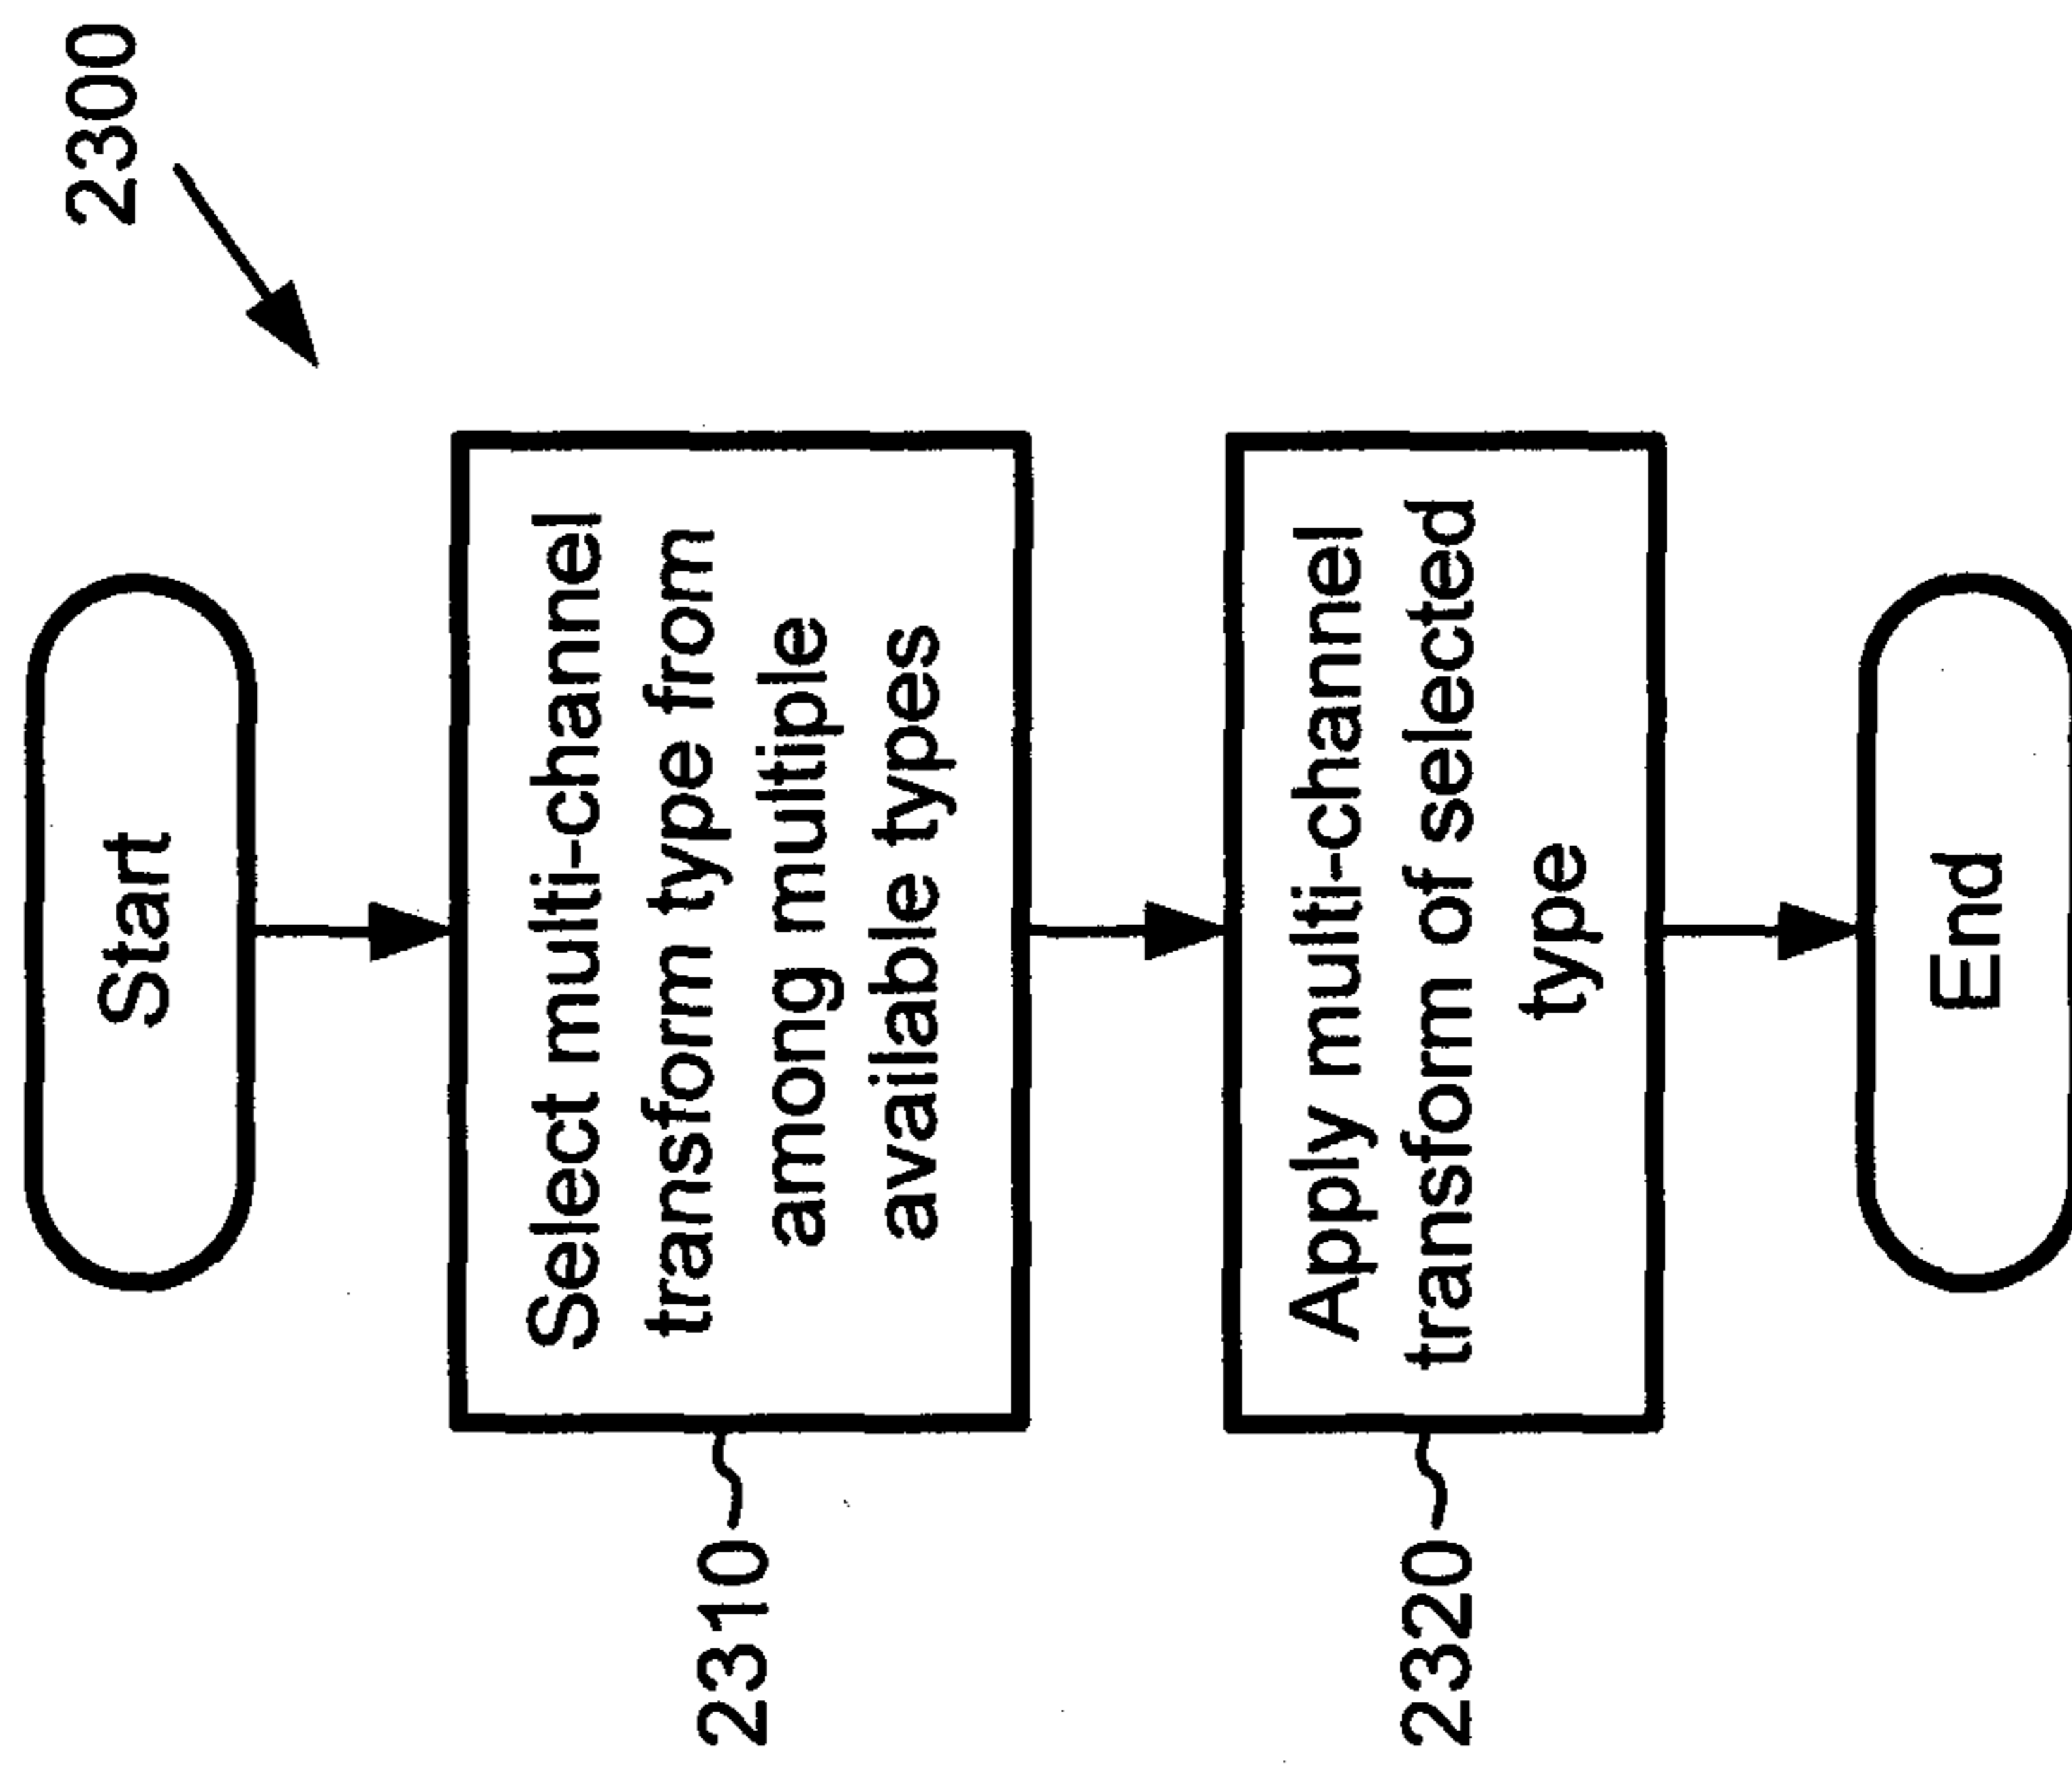 2300
Start
2310
Select multi-channel
transform type from
among multiple
available types
2320
Apply multi-channel
transform of selected
type
End